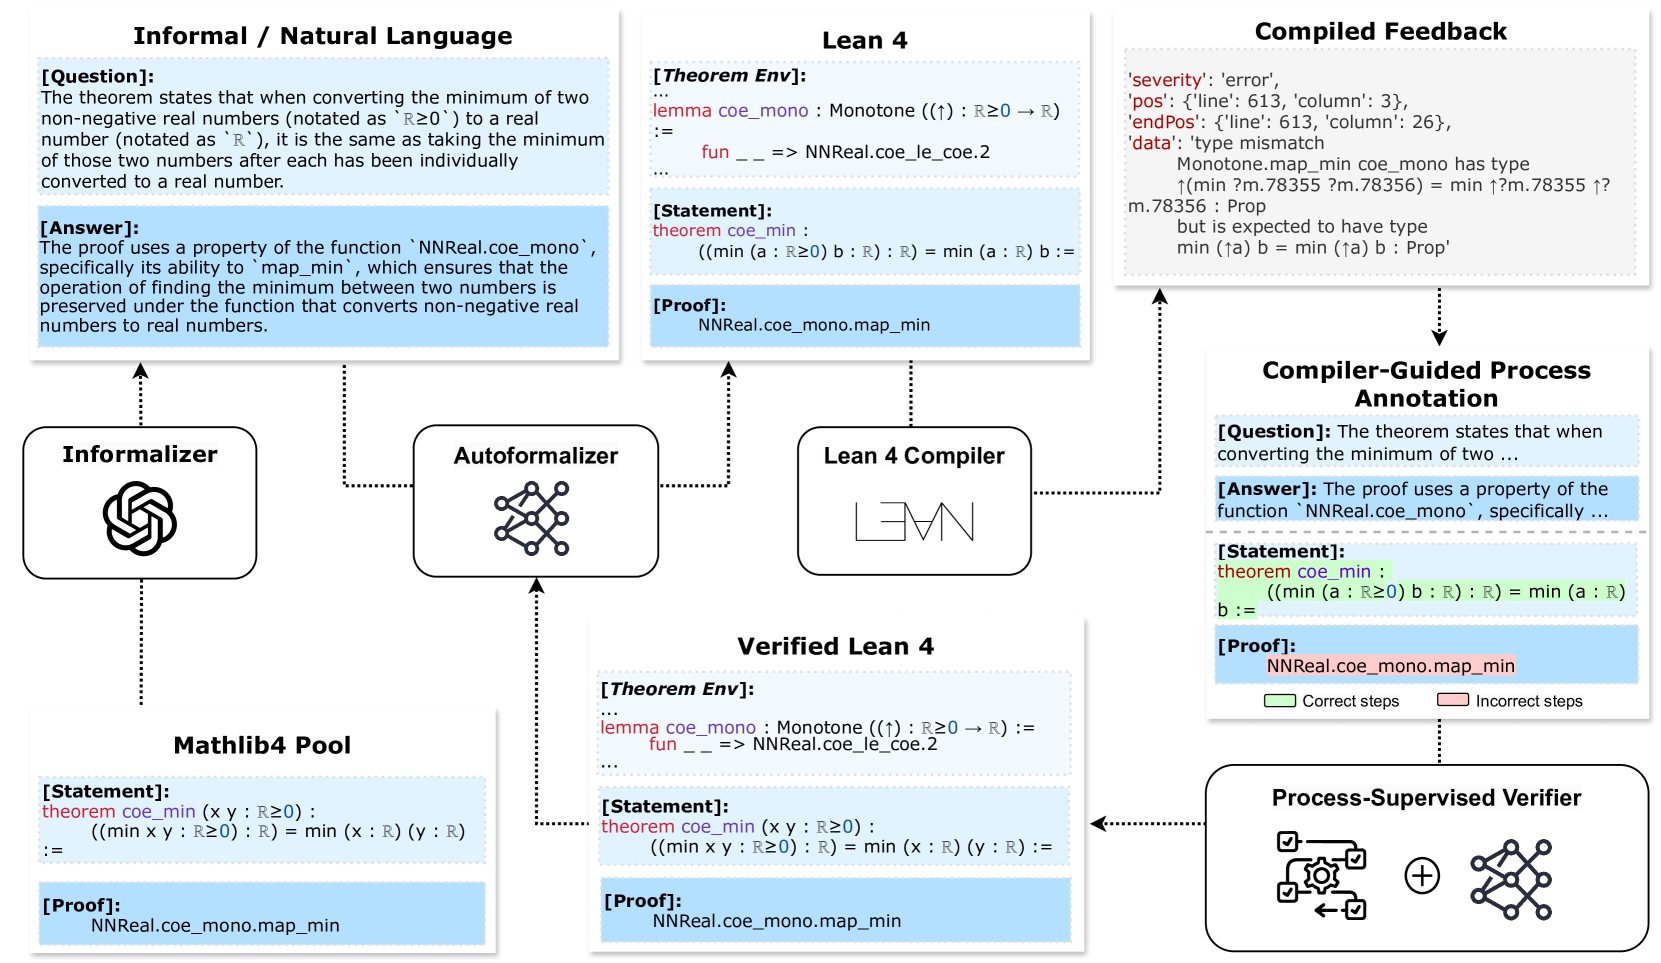 Informal / Natural Language
[Question]:
The theorem states that when converting the minimum of two
non-negative real numbers (notated as `ℝ≥0`) to a real
number (notated as `ℝ`), it is the same as taking the minimum
of those two numbers after each has been individually
converted to a real number.
[Answer]:
The proof uses a property of the function `NNReal.coe_mono`,
specifically its ability to `map_min`, which ensures that the
operation of finding the minimum between two numbers is
preserved under the function that converts non-negative real
numbers to real numbers.
Lean 4
[Theorem Env]:
...
lemma coe_mono : Monotone ((↑) : ℝ≥0 → ℝ)
:=
fun _ _ => NNReal.coe_le_coe.2
...
[Statement]:
theorem coe_min :
((min (a : ℝ≥0) b : ℝ) : ℝ) = min (a : ℝ) b :=
[Proof]:
NNReal.coe_mono.map_min
Compiled Feedback
'severity': 'error',
'pos': {'line': 613, 'column': 3},
'endPos': {'line': 613, 'column': 26},
'data': 'type mismatch
Monotone.map_min coe_mono has type
↑(min ?m.78355 ?m.78356) = min ↑?m.78355 ↑?
m.78356 : Prop
but is expected to have type
min (↑a) b = min (↑a) b : Prop'
Informalizer
Autoformalizer
Lean 4 Compiler
LEAN
Compiler-Guided Process
Annotation
[Question]: The theorem states that when
converting the minimum of two ...
[Answer]: The proof uses a property of the
function `NNReal.coe_mono`, specifically ...
[Statement]:
theorem coe_min :
((min (a : ℝ≥0) b : ℝ) : ℝ) = min (a : ℝ)
b :=
[Proof]:
NNReal.coe_mono.map_min
Correct steps
Incorrect steps
Mathlib4 Pool
[Statement]:
theorem coe_min (x y : ℝ≥0) :
((min x y : ℝ≥0) : ℝ) = min (x : ℝ) (y : ℝ)
:=
[Proof]:
NNReal.coe_mono.map_min
Verified Lean 4
[Theorem Env]:
...
lemma coe_mono : Monotone ((↑) : ℝ≥0 → ℝ) :=
fun _ _ => NNReal.coe_le_coe.2
...
[Statement]:
theorem coe_min (x y : ℝ≥0) :
((min x y : ℝ≥0) : ℝ) = min (x : ℝ) (y : ℝ) :=
[Proof]:
NNReal.coe_mono.map_min
Process-Supervised Verifier